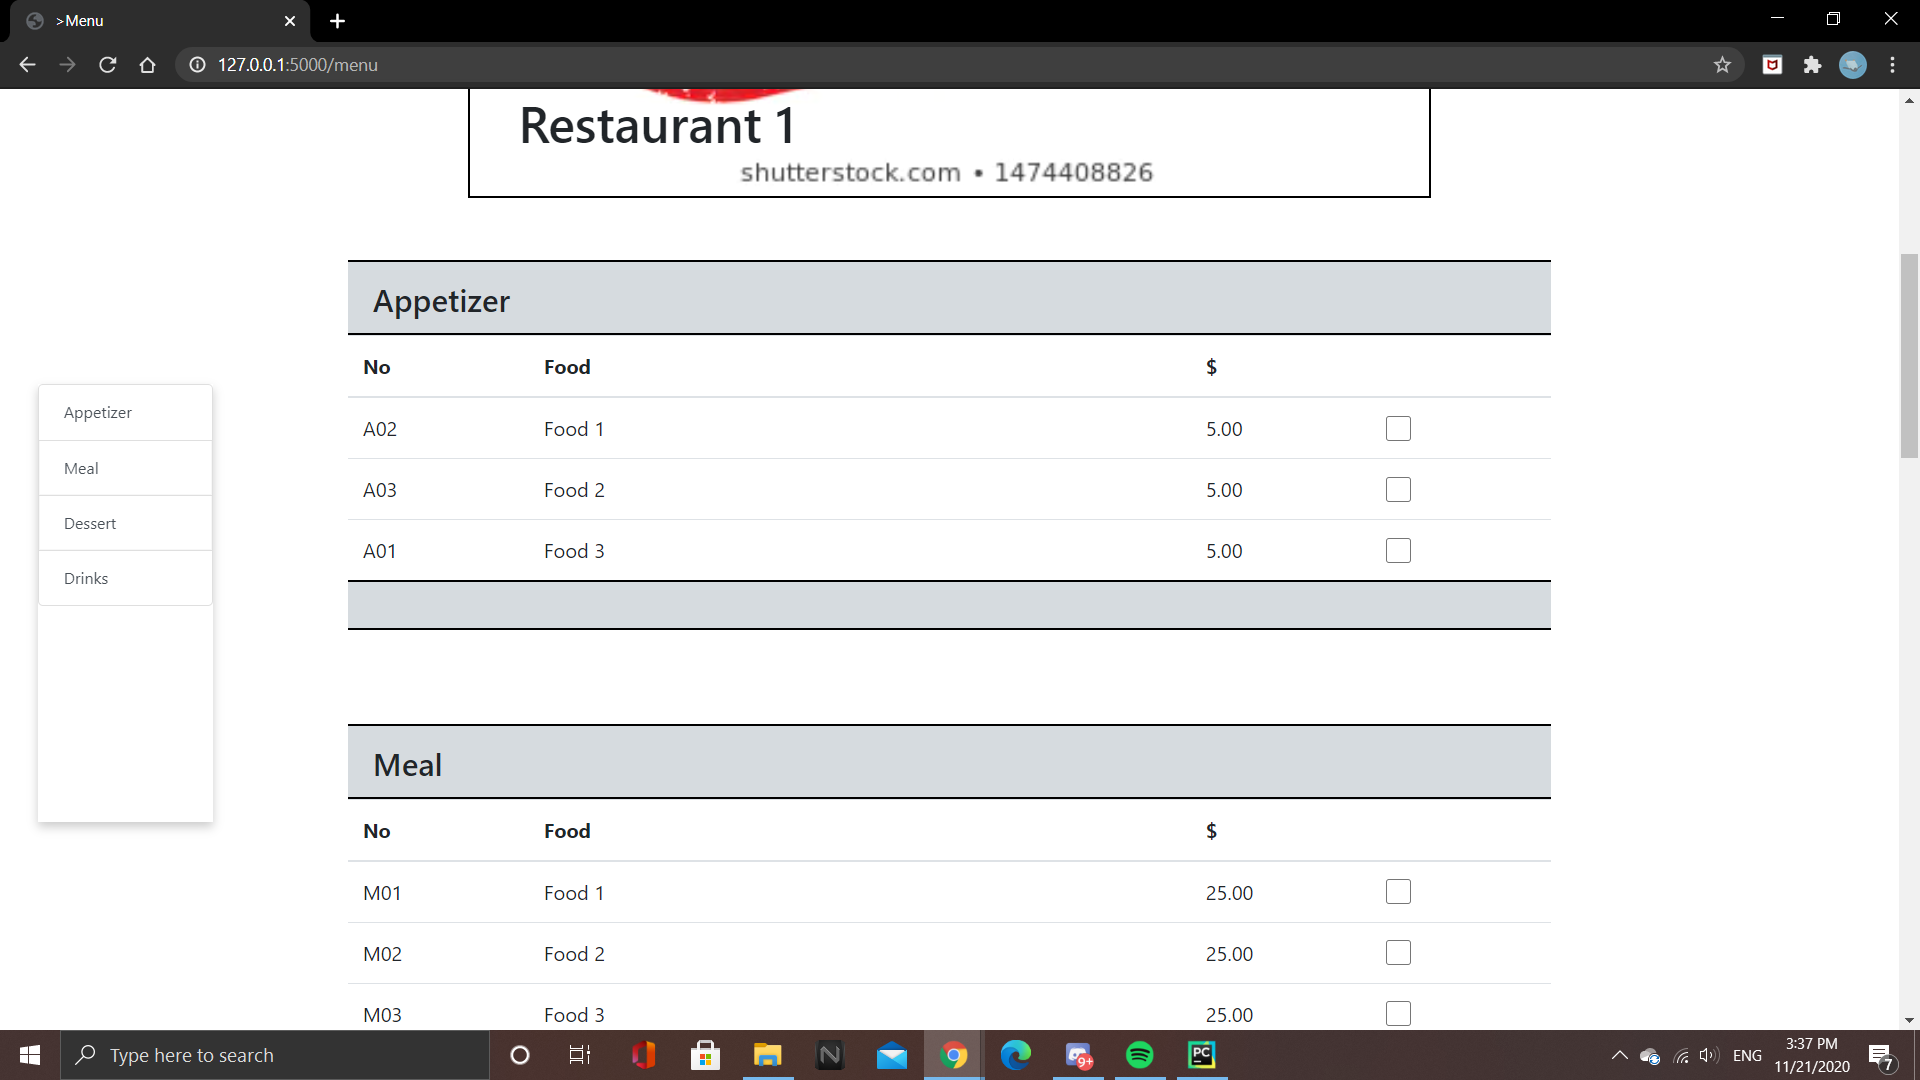 >Menu
127.0.0.1:5000/menu
Restaurant 1
shutterstock.com • 1474408826
Appetizer
Meal
Dessert
Drinks
Appetizer
No Food $
A02 Food 1 5.00
A03 Food 2 5.00
A01 Food 3 5.00
Meal
No Food $
M01 Food 1 25.00
M02 Food 2 25.00
M03 Food 3 25.00
Type here to search
N
9+
PC
ENG
3:37 PM
11/21/2020
7